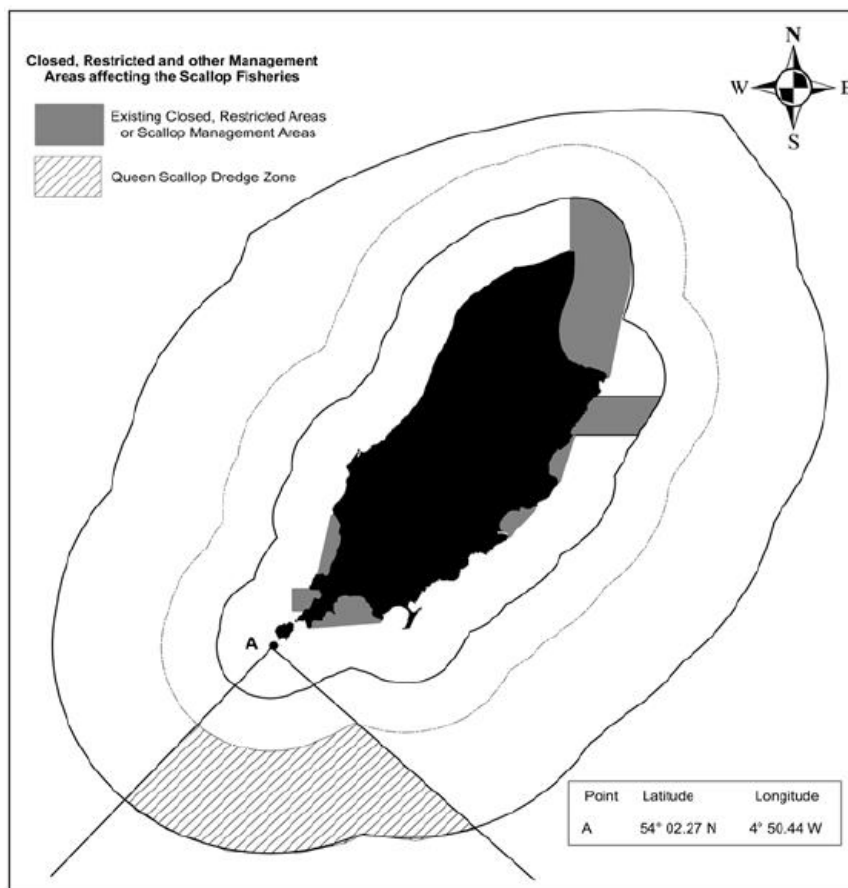 Closed, Restricted and other Management
Areas affecting the Scallop Fisheries
Existing Closed, Restricted Areas
or Scallop Management Areas
Queen Scallop Dredge Zone
N
W E
S
A
Point Latitude Longitude
A 54° 02.27 N 4° 50.44 W